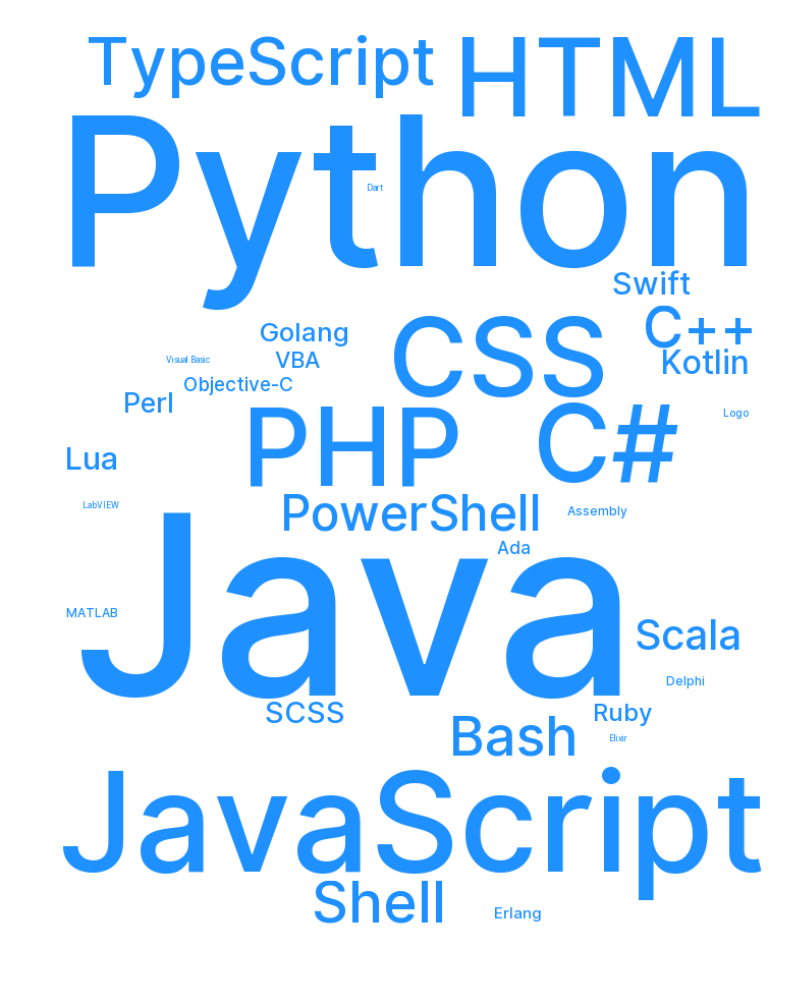 TypeScript
HTML
Python
Dart
Swift
C++
Golang
CSS
Kotlin
VBA
Visual Basic
Objective-C
Perl
Logo
PHP
C#
Lua
LabVIEW
PowerShell
Assembly
Ada
Java
MATLAB
Scala
Delphi
SCSS
Ruby
Bash
Elixir
JavaScript
Shell
Erlang